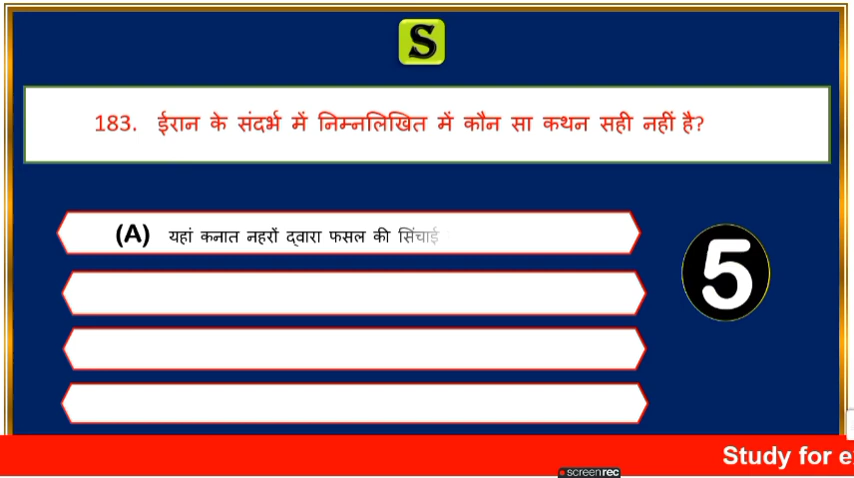 S
183. ईरान के संदर्भ में निम्नलिखित में कौन सा कथन सही नहीं है?
(A) यहां कनात नहरों द्वारा फसल की सिंचाई
5
Study for e
screenrec